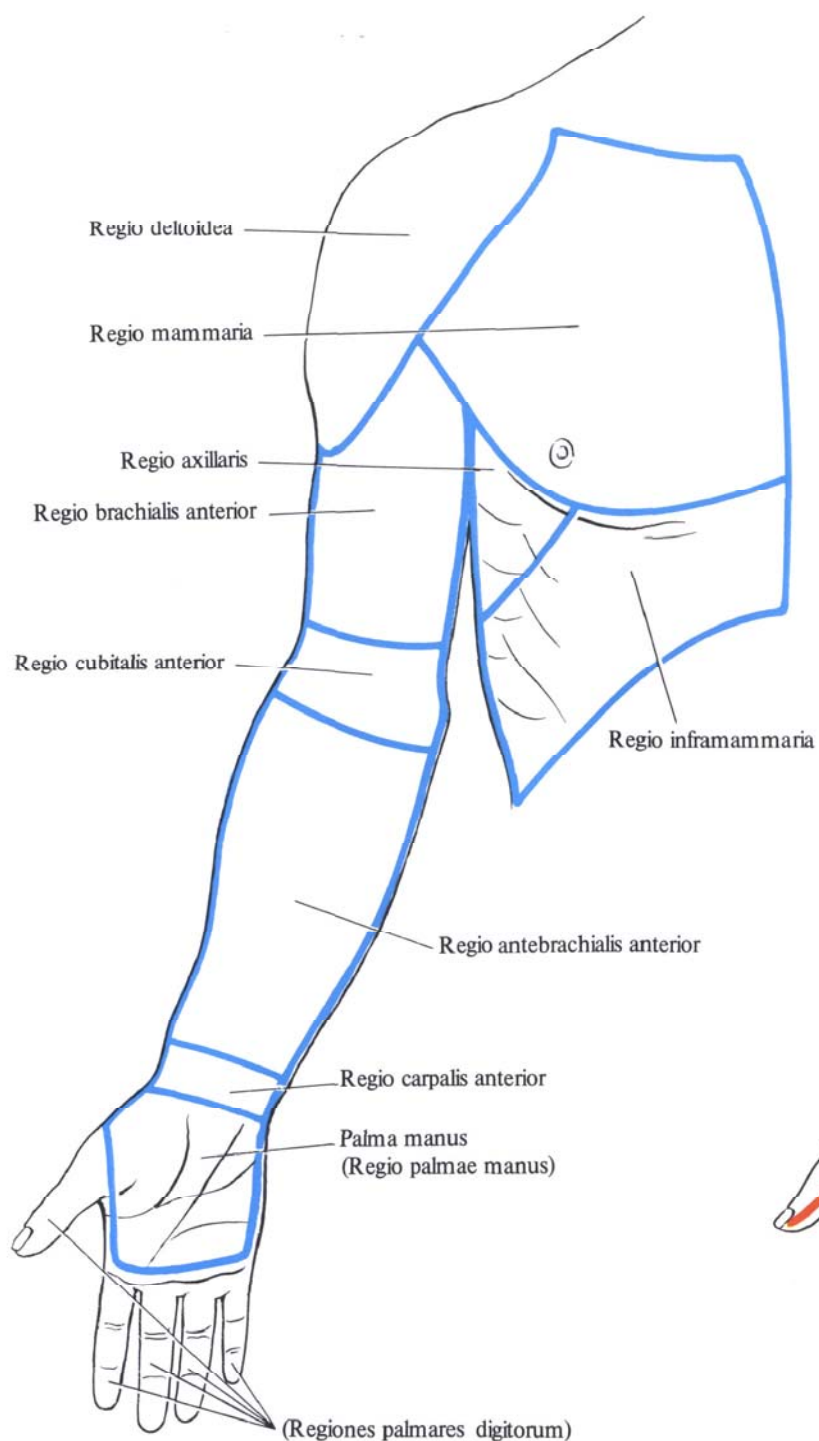 Regio deltoidea
Regio mammaria
Regio axillaris
Regio brachialis anterior
Regio cubitalis anterior
Regio inframammaria
Regio antebrachialis anterior
Regio carpalis anterior
Palma manus
(Regio palmae manus)
(Regiones palmares digitorum)